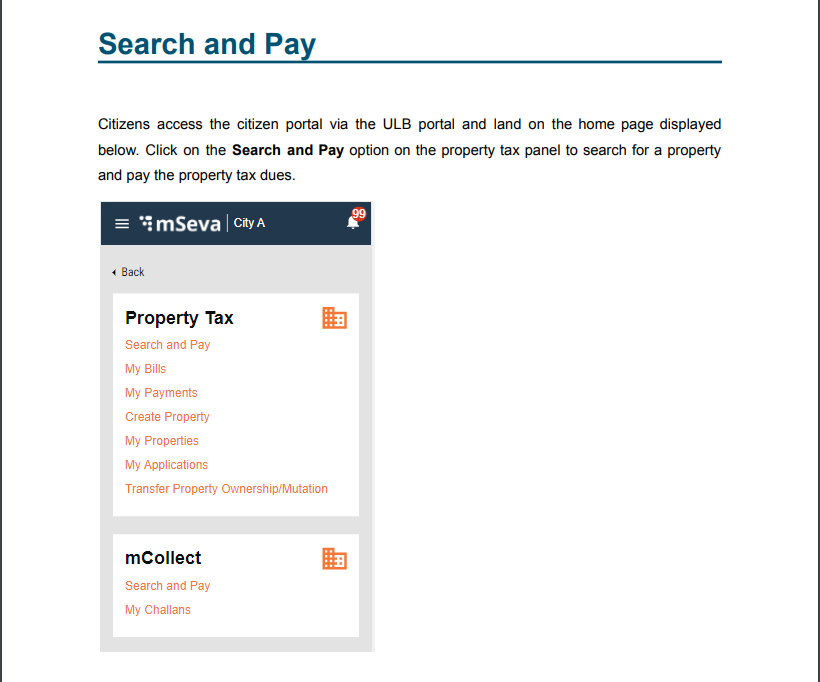 Search and Pay
Citizens access the citizen portal via the ULB portal and land on the home page displayed
below. Click on the Search and Pay option on the property tax panel to search for a property
and pay the property tax dues.
mSeva | City A
99
Back
Property Tax
Search and Pay
My Bills
My Payments
Create Property
My Properties
My Applications
Transfer Property Ownership/Mutation
mCollect
Search and Pay
My Challans